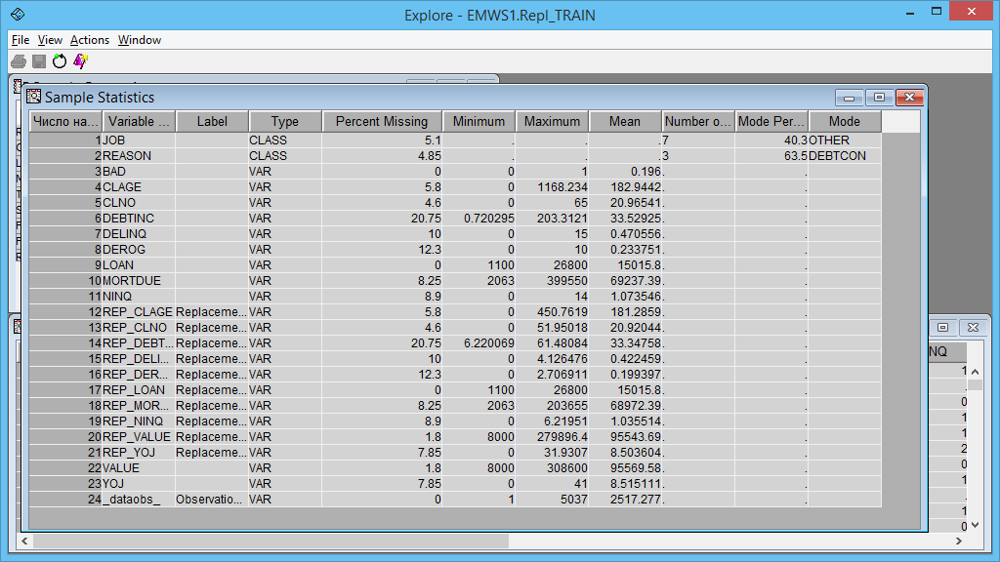 Explore - EMWS1.Repl_TRAIN
File View Actions Window
Sample Statistics
Число на... Variable ... Label Type Percent Missing Minimum Maximum Mean Number o... Mode Per... Mode
1 JOB CLASS 5.1 . . . 7 40.3 OTHER
2 REASON CLASS 4.85 . . . 3 63.5 DEBTCON
3 BAD VAR 0 0 1 0.196 . .
4 CLAGE VAR 5.8 0 1168.234 182.9442 . .
5 CLNO VAR 4.6 0 65 20.96541 . .
6 DEBTINC VAR 20.75 0.720295 203.3121 33.52925 . .
7 DELINQ VAR 10 0 15 0.470556 . .
8 DEROG VAR 12.3 0 10 0.233751 . .
9 LOAN VAR 0 1100 26800 15015.8 . .
10 MORTDUE VAR 8.25 2063 399550 69237.39 . .
11 NINQ VAR 8.9 0 14 1.073546 . .
12 REP_CLAGE Replaceme... VAR 5.8 0 450.7619 181.2859 . .
13 REP_CLNO Replaceme... VAR 4.6 0 51.95018 20.92044 . .
14 REP_DEBT... Replaceme... VAR 20.75 6.220069 61.48084 33.34758 . .
15 REP_DELI... Replaceme... VAR 10 0 4.126476 0.422459 . .
16 REP_DER... Replaceme... VAR 12.3 0 2.706911 0.199397 . .
17 REP_LOAN Replaceme... VAR 0 1100 26800 15015.8 . .
18 REP_MOR... Replaceme... VAR 8.25 2063 203655 68972.39 . .
19 REP_NINQ Replaceme... VAR 8.9 0 6.21951 1.035514 . .
20 REP_VALUE Replaceme... VAR 1.8 8000 279896.4 95543.69 . .
21 REP_YOJ Replaceme... VAR 7.85 0 31.9307 8.503604 . .
22 VALUE VAR 1.8 8000 308600 95569.58 . .
23 YOJ VAR 7.85 0 41 8.515111 . .
24 _dataobs_ Observatio... VAR 0 1 5037 2517.277 . .
NQ
1
.
0
1
1
2
0
1
.
1
0